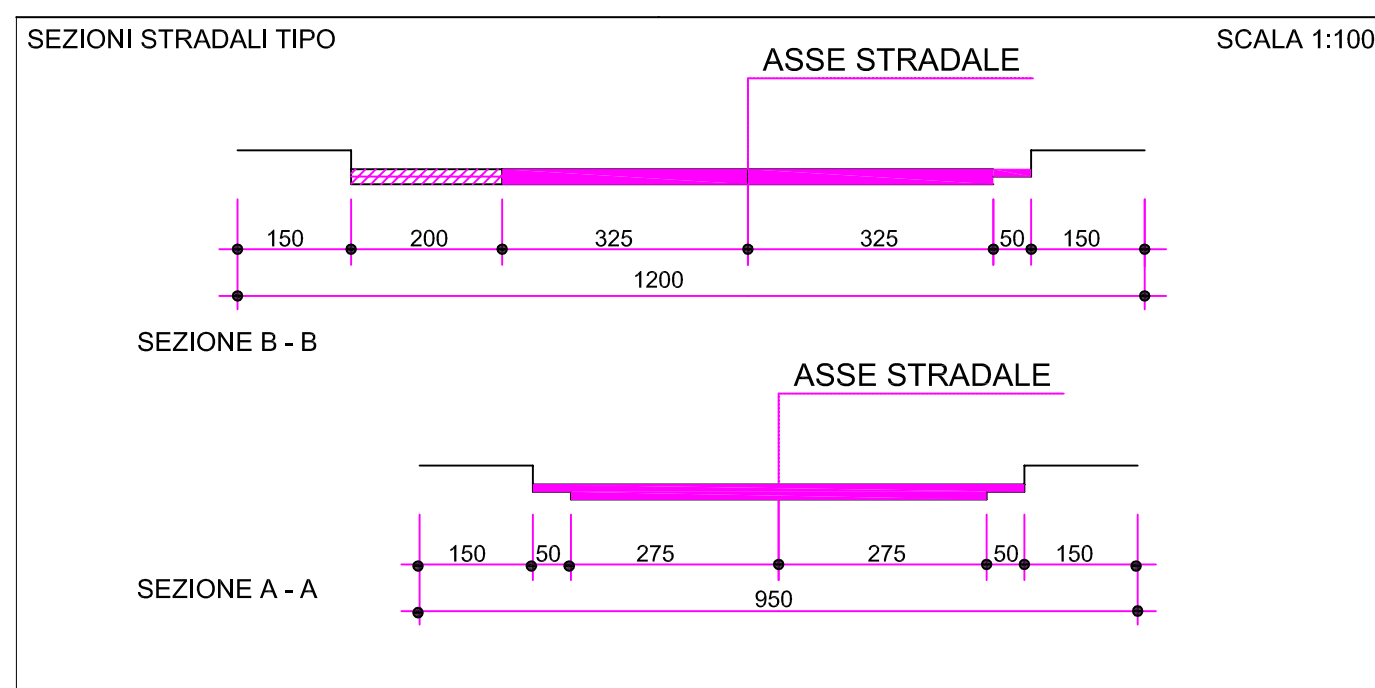 SEZIONI STRADALI TIPO
SCALA 1:100
ASSE STRADALE
150 200 325 325 50 150
1200
SEZIONE B - B
ASSE STRADALE
150 50 275 275 50 150
SEZIONE A - A
950